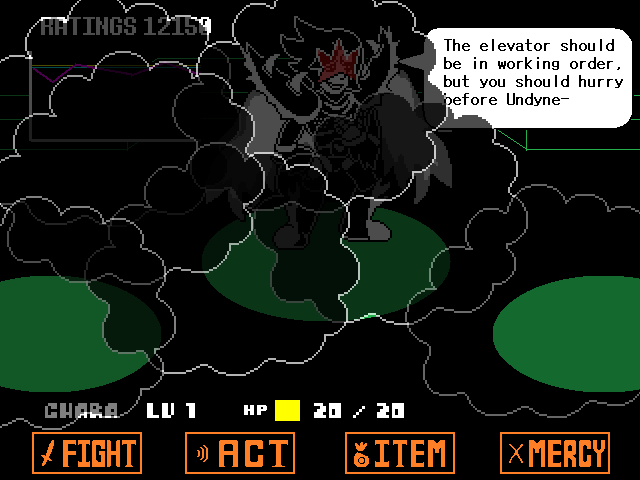 RATINGS 12150
The elevator should
be in working order,
but you should hurry
before Undyne-
CHARA LV 1 HP 20 / 20
FIGHT ACT ITEM MERCY